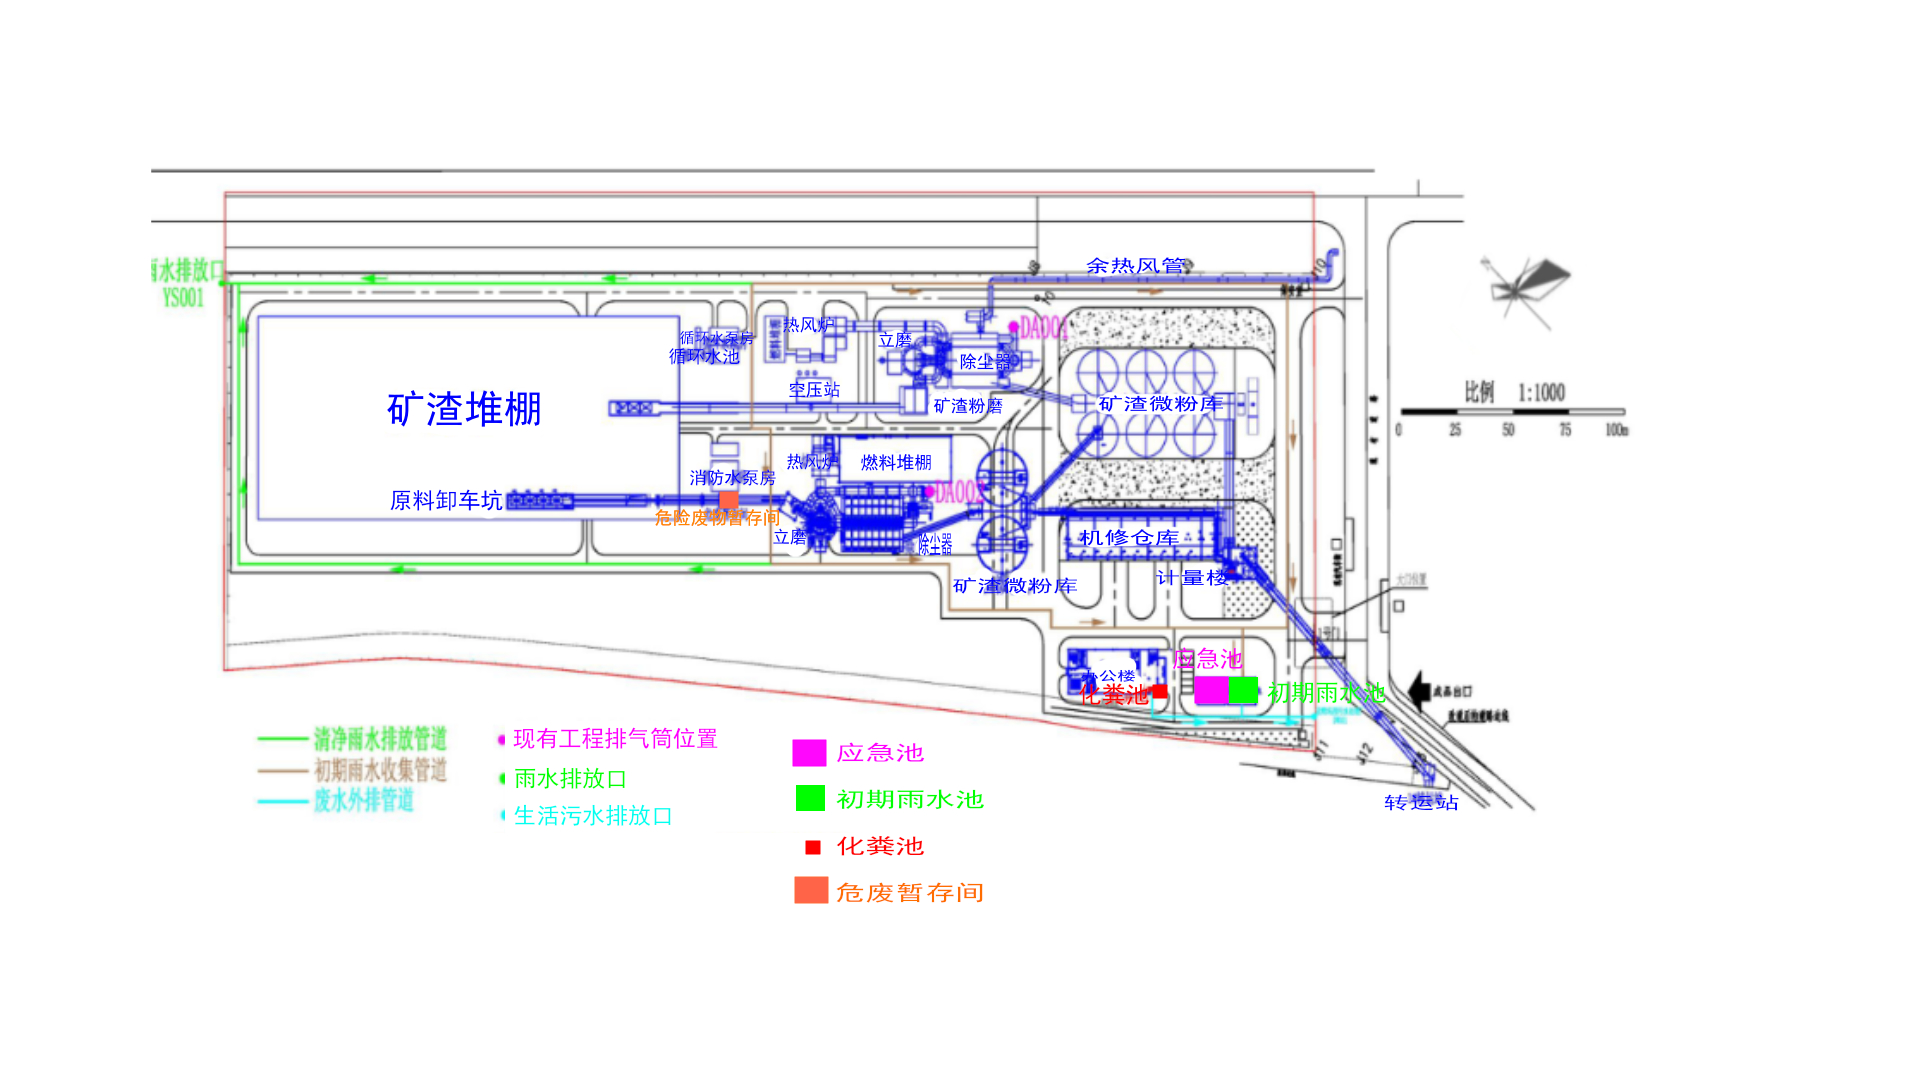 余热风管
雨水排放口
YS001
DA001
热风炉
循环水泵房
循环水池
立磨
除尘器
空压站
矿渣粉磨
矿渣微粉库
矿渣堆棚
比例 1:1000
0 25 50 75 100m
热风炉
燃料堆棚
消防水泵房
原料卸车坑
DA002
危险废物暂存间
立磨
除尘器
机修仓库
计量楼
矿渣微粉库
应急池
办公楼
化粪池
初期雨水池
成品出口
J11
J12
转运站
清净雨水排放管道
初期雨水收集管道
废水外排管道
现有工程排气筒位置
雨水排放口
生活污水排放口
应急池
初期雨水池
化粪池
危废暂存间